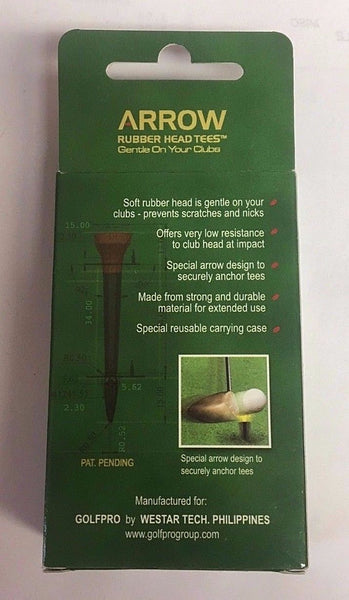 ARROW
RUBBER HEAD TEES™
Gentle On Your Clubs
Soft rubber head is gentle on your
clubs - prevents scratches and nicks
Offers very low resistance
to club head at impact
Special arrow design to
securely anchor tees
Made from strong and durable
material for extended use
Special reusable carrying case
15.00
34.00
5.62
2.30
R0.52
PAT. PENDING
Special arrow design to
securely anchor tees
Manufactured for:
GOLFPRO by WESTAR TECH. PHILIPPINES
www.golfprogroup.com